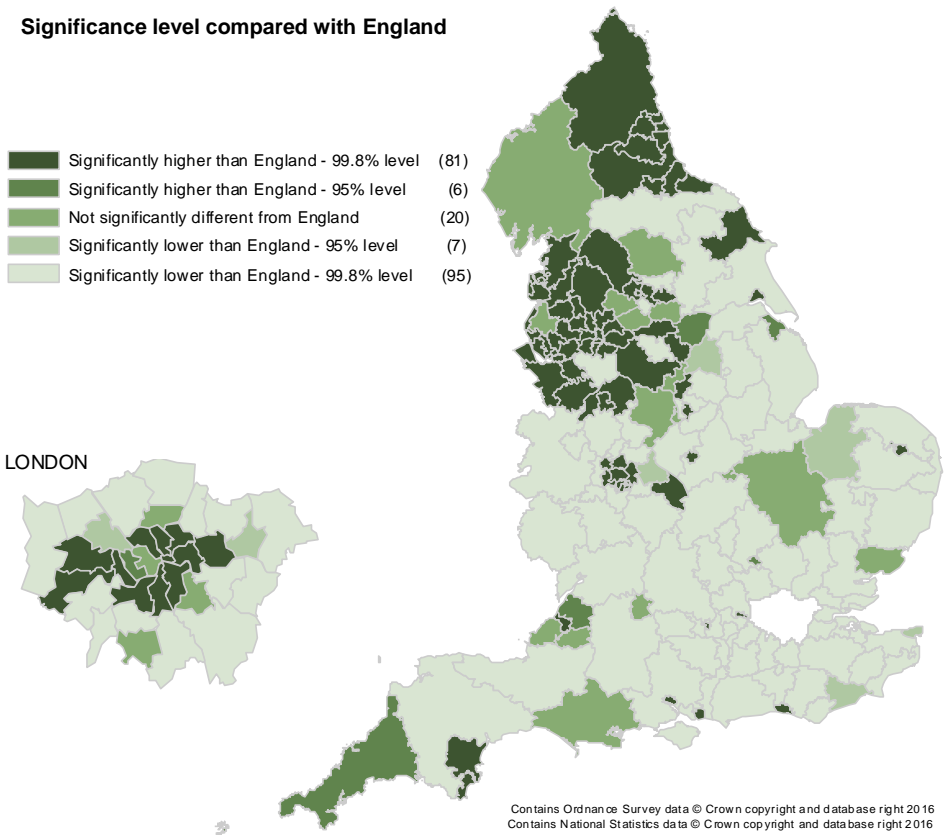 Significance level compared with England
Significantly higher than England - 99.8% level (81)
Significantly higher than England - 95% level (6)
Not significantly different from England (20)
Significantly lower than England - 95% level (7)
Significantly lower than England - 99.8% level (95)
LONDON
Contains Ordnance Survey data © Crown copyright and database right 2016
Contains National Statistics data © Crown copyright and database right 2016